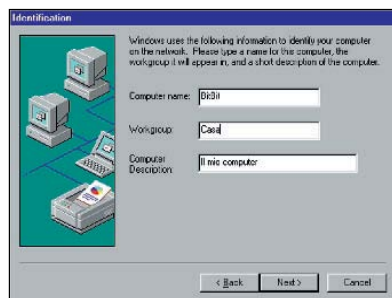 Identification
Windows uses the following information to identify your computer
on the network. Please type a name for this computer, the
workgroup it will appear in, and a short description of the computer.
Computer name: BitBit
Workgroup: Casa
Computer
Description: Il mio computer
< Back Next > Cancel